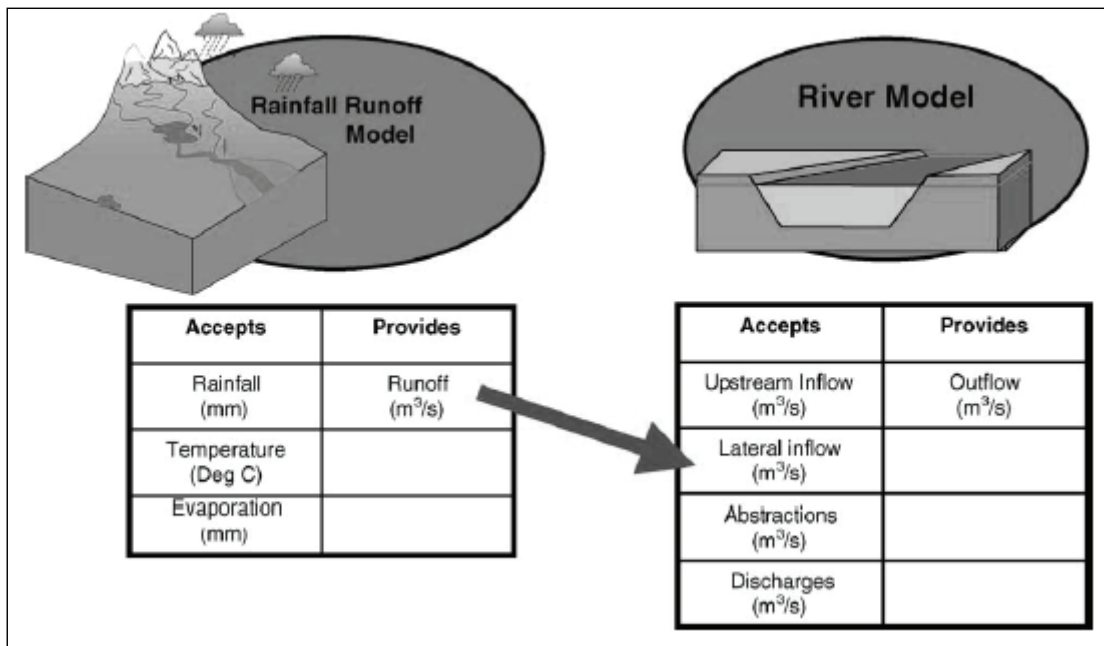 Rainfall Runoff
Model
River Model
Accepts Provides
Rainfall Runoff
(mm) (m³/s)
Temperature
(Deg C)
Evaporation
(mm)
Accepts Provides
Upstream Inflow Outflow
(m³/s) (m³/s)
Lateral inflow
(m³/s)
Abstractions
(m³/s)
Discharges
(m³/s)